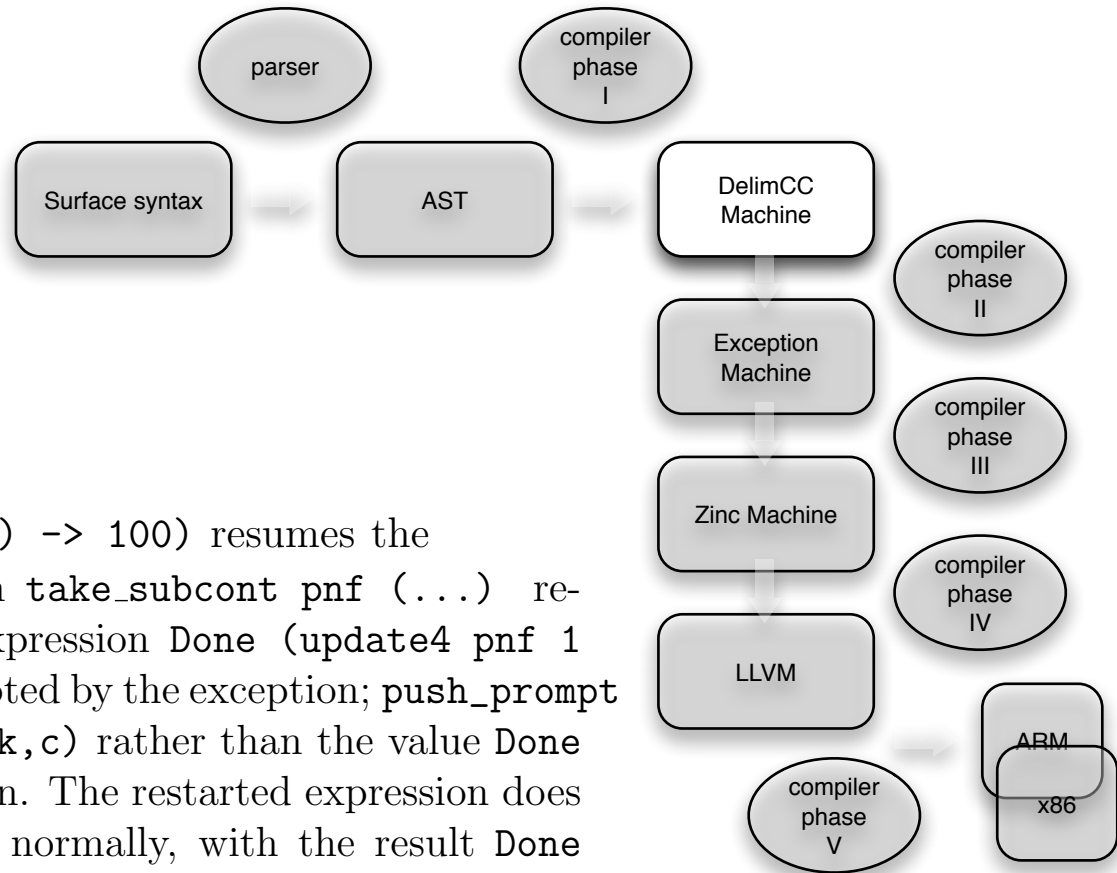 parser
compiler
phase
I
Surface syntax
AST
DelimCC
Machine
compiler
phase
II
Exception
Machine
compiler
phase
III
Zinc Machine
compiler
phase
IV
LLVM
ARM
x86
compiler
phase
V
) -> 100) resumes the
take_subcont pnf (...) re-
xpression Done (update4 pnf 1
oted by the exception; push_prompt
k,c) rather than the value Done
n. The restarted expression does
normally, with the result Done